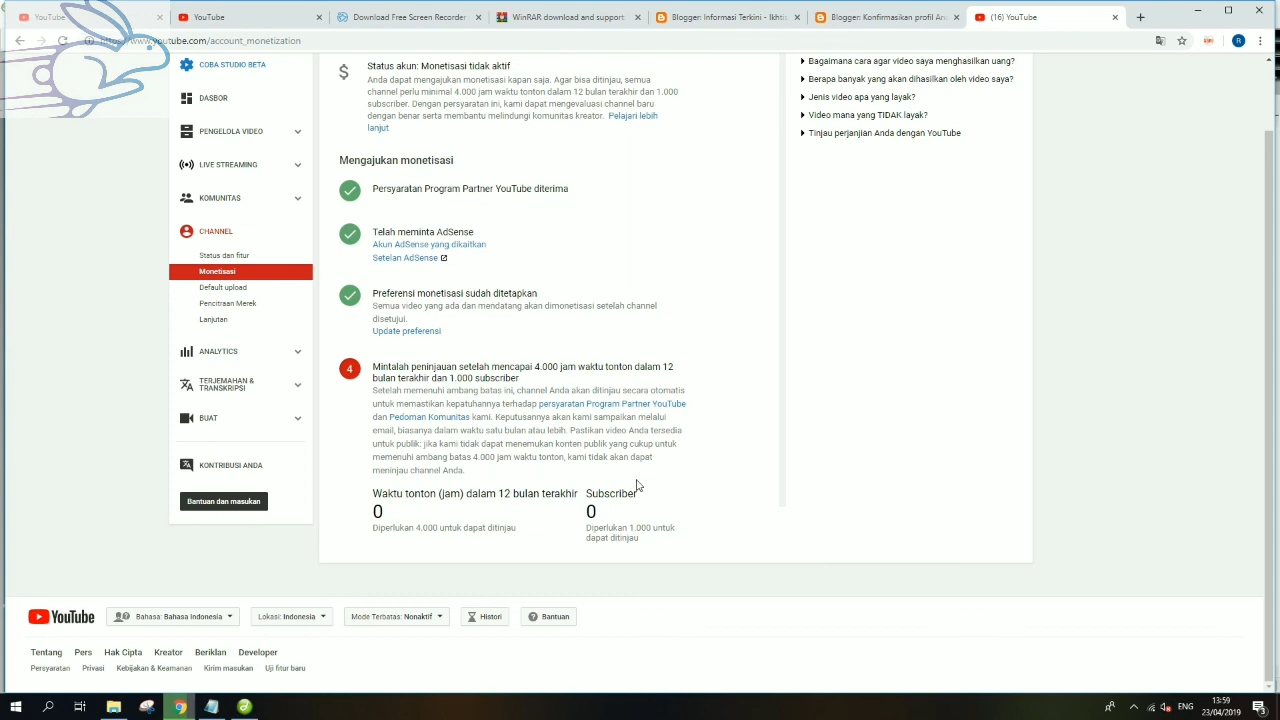 YouTube
YouTube
Download Free Screen Recorder
WinRAR download and support
Blogger: Informasi Terkini - Ikhti
Blogger: Konfirmasikan profil An
(16) YouTube
https://www.youtube.com/account_monetization
R
COBA STUDIO BETA
DASBOR
PENGELOLA VIDEO
LIVE STREAMING
KOMUNITAS
CHANNEL
Status dan fitur
Monetisasi
Default upload
Pencitraan Merek
Lanjutan
ANALYTICS
TERJEMAHAN &
TRANSKRIPSI
BUAT
KONTRIBUSI ANDA
Bantuan dan masukan
$
Status akun: Monetisasi tidak aktif
Anda dapat mengajukan monetisasi kapan saja. Agar bisa ditinjau, semua
channel perlu minimal 4.000 jam waktu tonton dalam 12 bulan terakhir dan 1.000
subscriber. Dengan persyaratan ini, kami dapat mengevaluasi channel baru
dengan benar serta membantu melindungi komunitas kreator. Pelajari lebih
lanjut
Mengajukan monetisasi
Persyaratan Program Partner YouTube diterima
Telah meminta AdSense
Akun AdSense yang dikaitkan
Setelan AdSense
Preferensi monetisasi sudah ditetapkan
Semua video yang ada dan mendatang akan dimonetisasi setelah channel
disetujui.
Update preferensi
4
Mintalah peninjauan setelah mencapai 4.000 jam waktu tonton dalam 12
bulan terakhir dan 1.000 subscriber
Setelah memenuhi ambang batas ini, channel Anda akan ditinjau secara otomatis
untuk memastikan kepatuhannya terhadap persyaratan Program Partner YouTube
dan Pedoman Komunitas kami. Keputusannya akan kami sampaikan melalui
email, biasanya dalam waktu satu bulan atau lebih. Pastikan video Anda tersedia
untuk publik: jika kami tidak dapat menemukan konten publik yang cukup untuk
memenuhi ambang batas 4.000 jam waktu tonton, kami tidak akan dapat
meninjau channel Anda.
Waktu tonton (jam) dalam 12 bulan terakhir
0
Diperlukan 4.000 untuk dapat ditinjau
Subscriber
0
Diperlukan 1.000 untuk
dapat ditinjau
Bagaimana cara agar video saya menghasilkan uang?
Berapa banyak yang akan dihasilkan oleh video saya?
Jenis video apa yang layak?
Video mana yang TIDAK layak?
Tinjau perjanjian Anda dengan YouTube
YouTube
Bahasa: Bahasa Indonesia
Lokasi: Indonesia
Mode Terbatas: Nonaktif
Histori
Bantuan
Tentang Pers Hak Cipta Kreator Beriklan Developer
Persyaratan Privasi Kebijakan & Keamanan Kirim masukan Uji fitur baru
ENG
13:59
23/04/2019
3